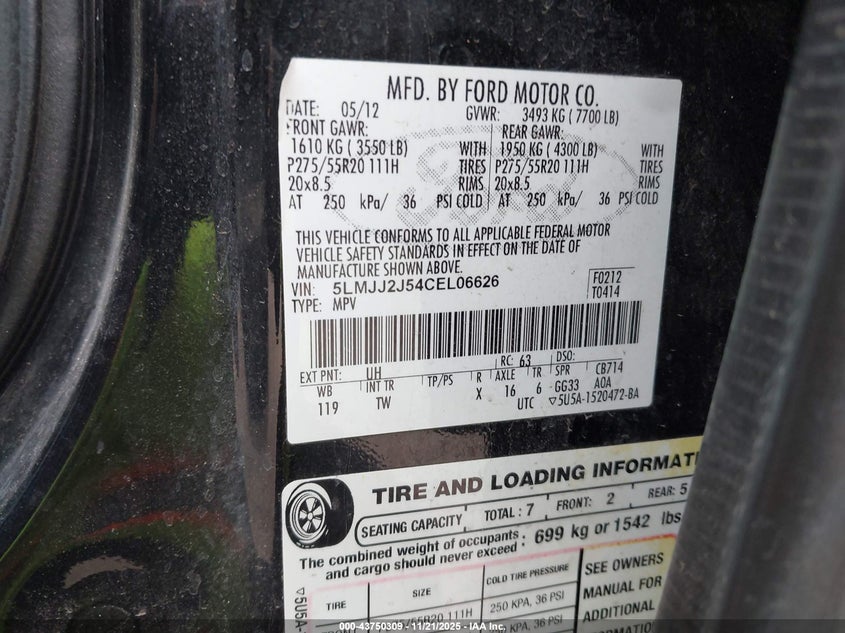 MFD. BY FORD MOTOR CO.
DATE: 05/12 GVWR: 3493 KG ( 7700 LB)
FRONT GAWR: REAR GAWR:
1610 KG ( 3550 LB) WITH 1950 KG ( 4300 LB) WITH
P275/55R20 111H TIRES P275/55R20 111H TIRES
20x8.5 RIMS 20x8.5 RIMS
AT 250 kPa/ 36 PSI COLD AT 250 kPa/ 36 PSI COLD
THIS VEHICLE CONFORMS TO ALL APPLICABLE FEDERAL MOTOR
VEHICLE SAFETY STANDARDS IN EFFECT ON THE DATE OF
MANUFACTURE SHOWN ABOVE.
VIN: 5LMJJ2J54CEL06626 F0212
TYPE: MPV T0414
EXT PNT: UH RC: 63 DSO:
WB INT TR TP/PS R AXLE TR SPR CB714
119 TW X 16 6 GG33 A0A
UTC ▽5U5A-1520472-BA
TIRE AND LOADING INFORMATI
SEATING CAPACITY TOTAL : 7 FRONT: 2 REAR: 5
The combined weight of occupants : 699 kg or 1542 lbs
and cargo should never exceed
TIRE SIZE COLD TIRE PRESSURE SEE OWNERS
MANUAL FOR
ADDITIONAL
/55R20 111H 250 KPA, 36 PSI
KPA, 36 PSI
▽5U5A-
000-43750309 - 11/21/2025 - IAA, Inc.